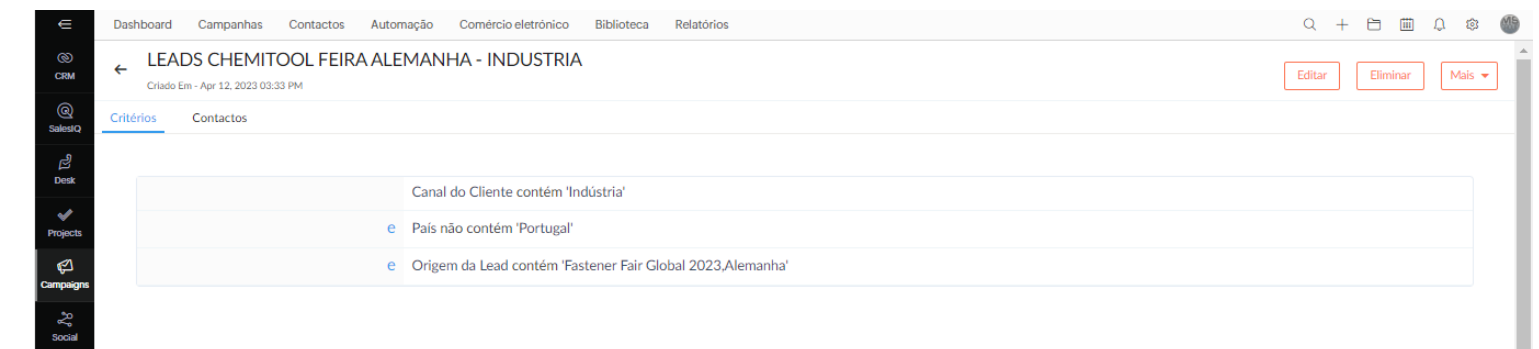 Dashboard Campanhas Contactos Automação Comércio eletrónico Biblioteca Relatórios
CRM
SalesIQ
Desk
Projects
Campaigns
Social
LEADS CHEMITOOL FEIRA ALEMANHA - INDUSTRIA
Criado Em - Apr 12, 2023 03:33 PM
Editar Eliminar Mais
Critérios Contactos
Canal do Cliente contém 'Indústria'
e País não contém 'Portugal'
e Origem da Lead contém 'Fastener Fair Global 2023,Alemanha'